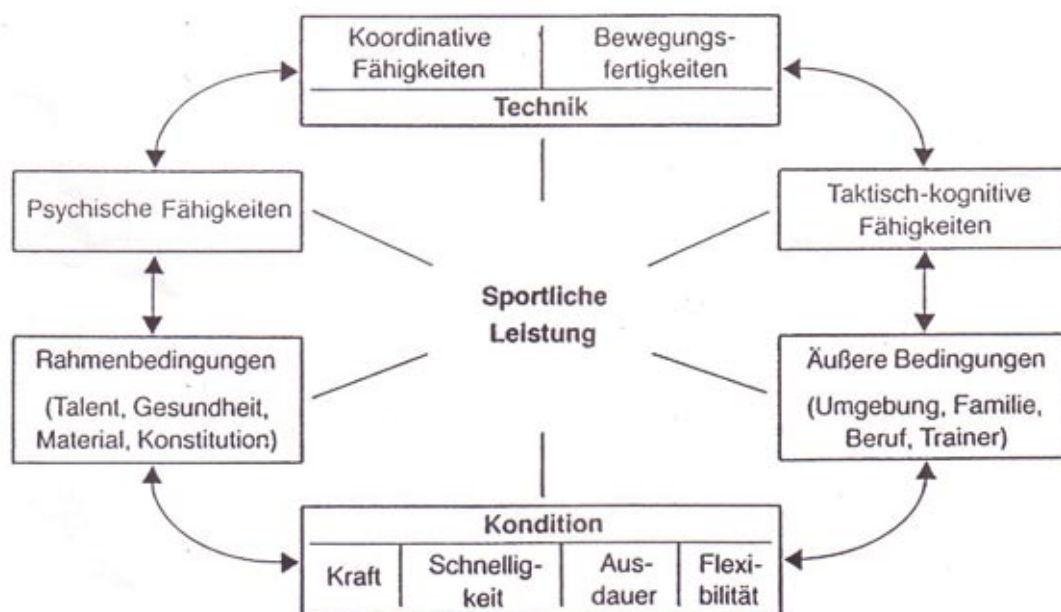 Koordinative
Fähigkeiten
Bewegungs-
fertigkeiten
Technik
Psychische Fähigkeiten
Taktisch-kognitive
Fähigkeiten
Sportliche
Leistung
Rahmenbedingungen
(Talent, Gesundheit,
Material, Konstitution)
Äußere Bedingungen
(Umgebung, Familie,
Beruf, Trainer)
Kondition
Kraft
Schnellig-
keit
Aus-
dauer
Flexi-
bilität